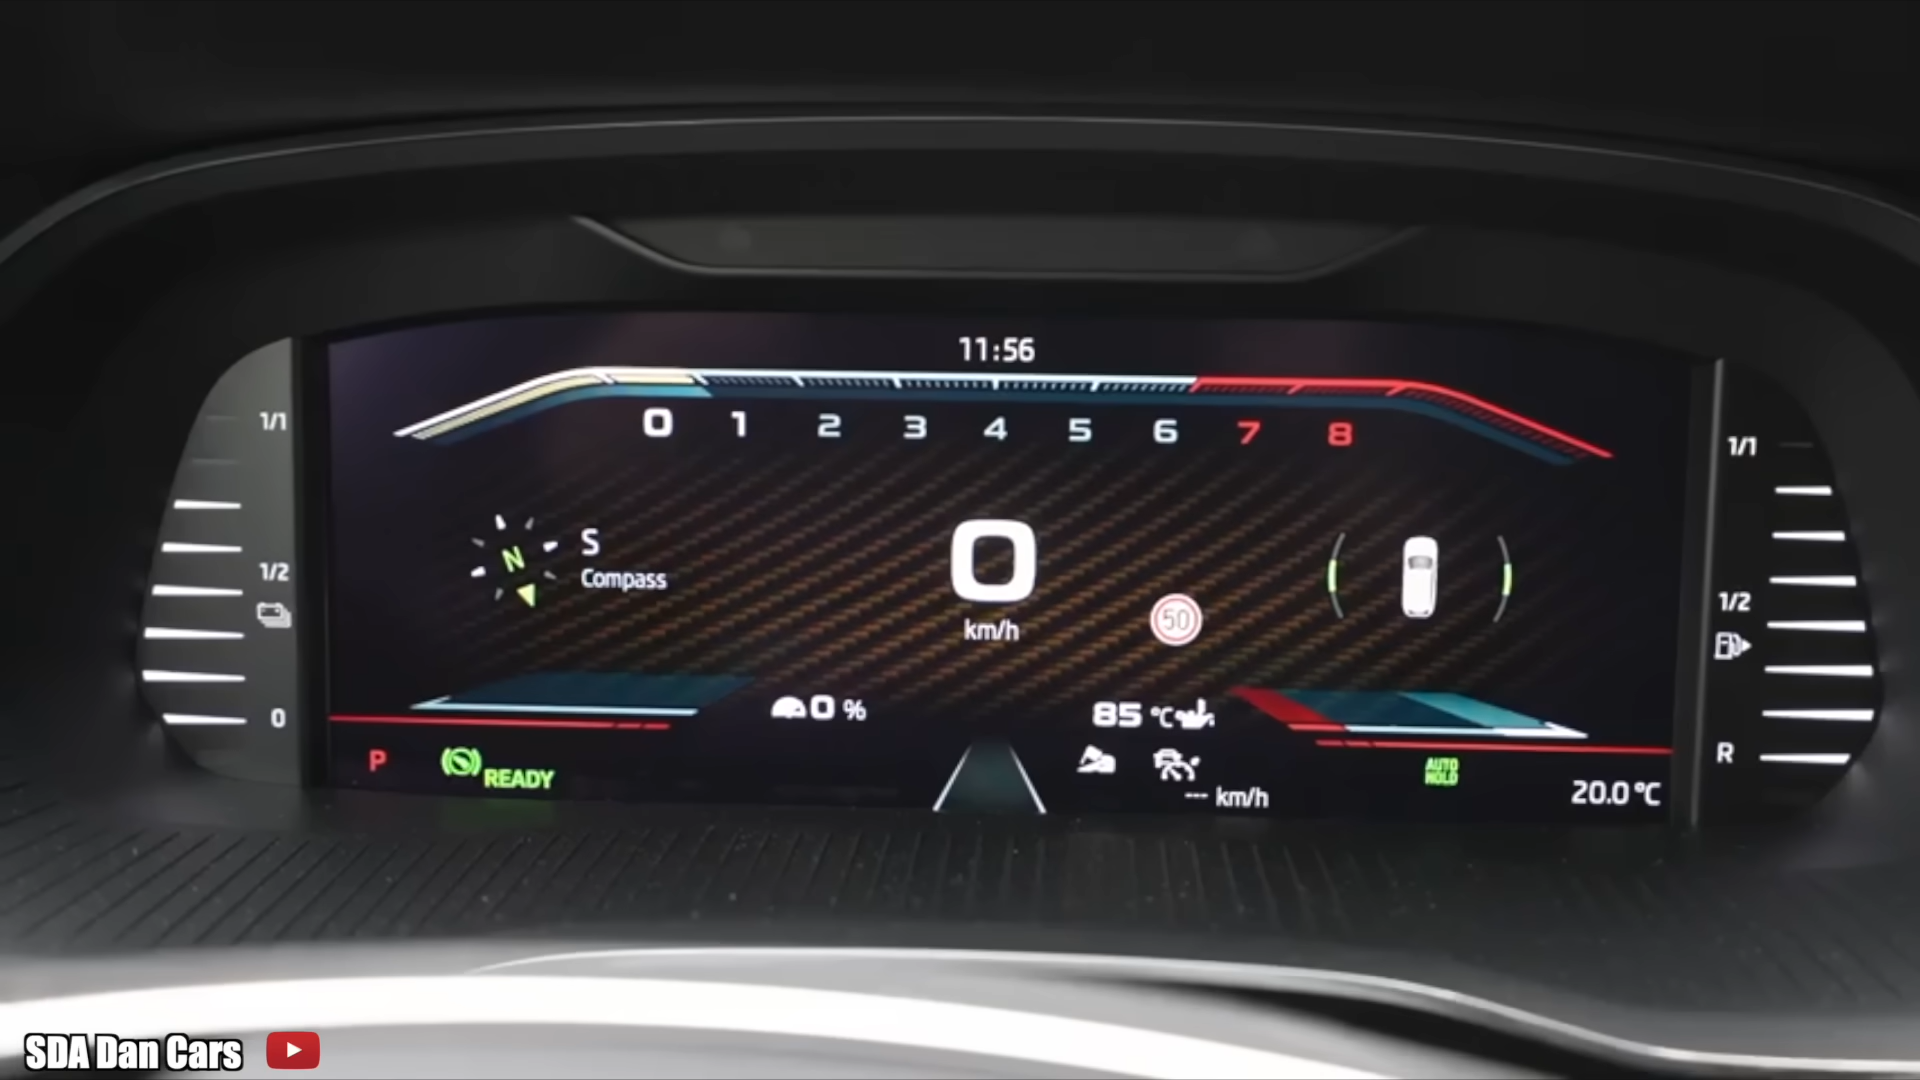 11:56
0 1 2 3 4 5 6 7 8
1/1
1/2
0
N
S
Compass
0
km/h
50
1/1
1/2
R
0 %
85 °C
P
READY
--- km/h
AUTO
HOLD
20.0 °C
SDA Dan Cars